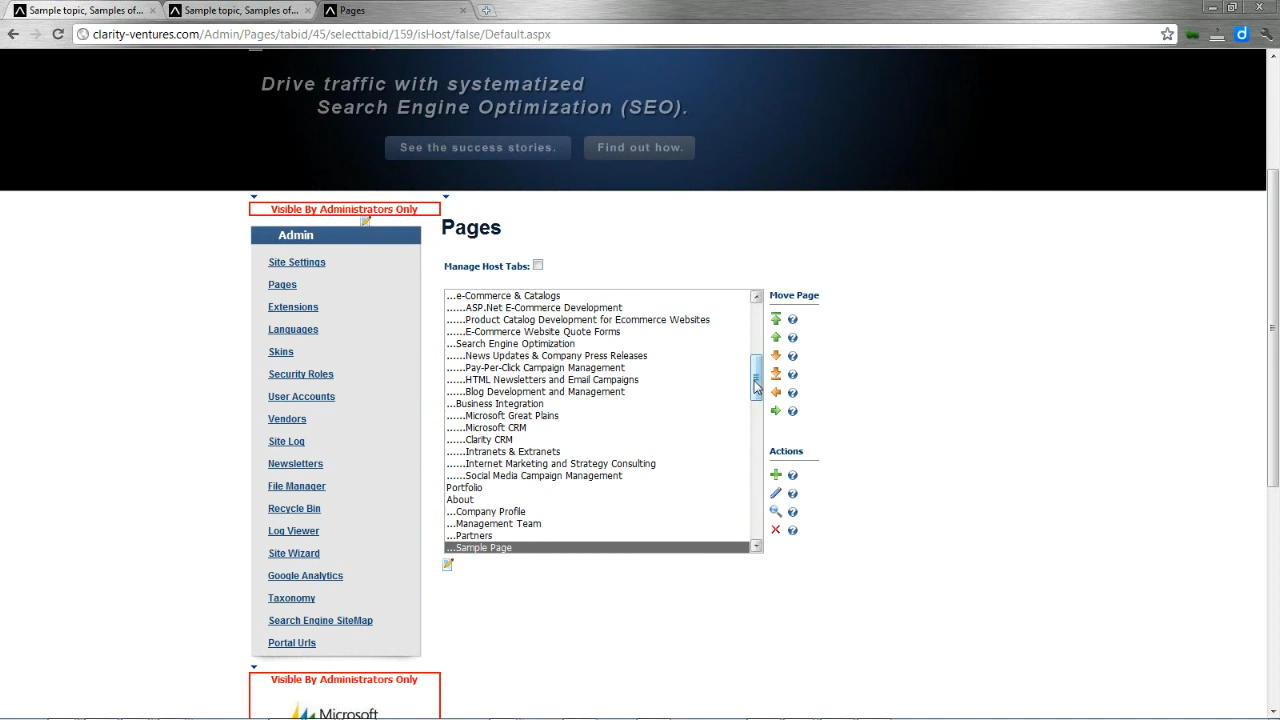 Sample topic, Samples of...
Sample topic, Samples of...
Pages
clarity-ventures.com/Admin/Pages/tabid/45/selecttabid/159/isHost/false/Default.aspx
Drive traffic with systematized
Search Engine Optimization (SEO).
See the success stories.
Find out how.
Visible By Administrators Only
Admin
Site Settings
Pages
Extensions
Languages
Skins
Security Roles
User Accounts
Vendors
Site Log
Newsletters
File Manager
Recycle Bin
Log Viewer
Site Wizard
Google Analytics
Taxonomy
Search Engine SiteMap
Portal Urls
Visible By Administrators Only
Microsoft
Pages
Manage Host Tabs:
...e-Commerce & Catalogs
......ASP.Net E-Commerce Development
......Product Catalog Development for Ecommerce Websites
......E-Commerce Website Quote Forms
...Search Engine Optimization
......News Updates & Company Press Releases
......Pay-Per-Click Campaign Management
......HTML Newsletters and Email Campaigns
......Blog Development and Management
...Business Integration
......Microsoft Great Plains
......Microsoft CRM
......Clarity CRM
......Intranets & Extranets
......Internet Marketing and Strategy Consulting
......Social Media Campaign Management
Portfolio
About
...Company Profile
...Management Team
...Partners
...Sample Page
Move Page
Actions